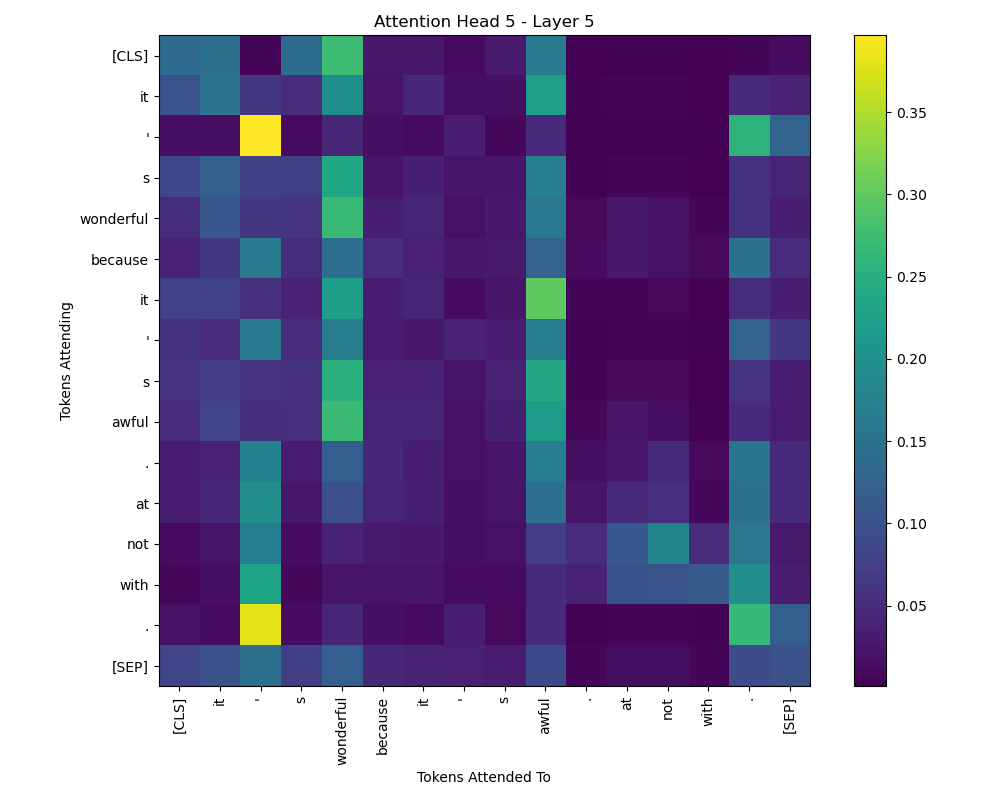 Attention Head 5 - Layer 5
Tokens Attending
[CLS]
it
'
s
wonderful
because
it
'
s
awful
.
at
not
with
.
[SEP]
[CLS] it ' s wonderful because it ' s awful . at not with . [SEP]
Tokens Attended To
0.35
0.30
0.25
0.20
0.15
0.10
0.05